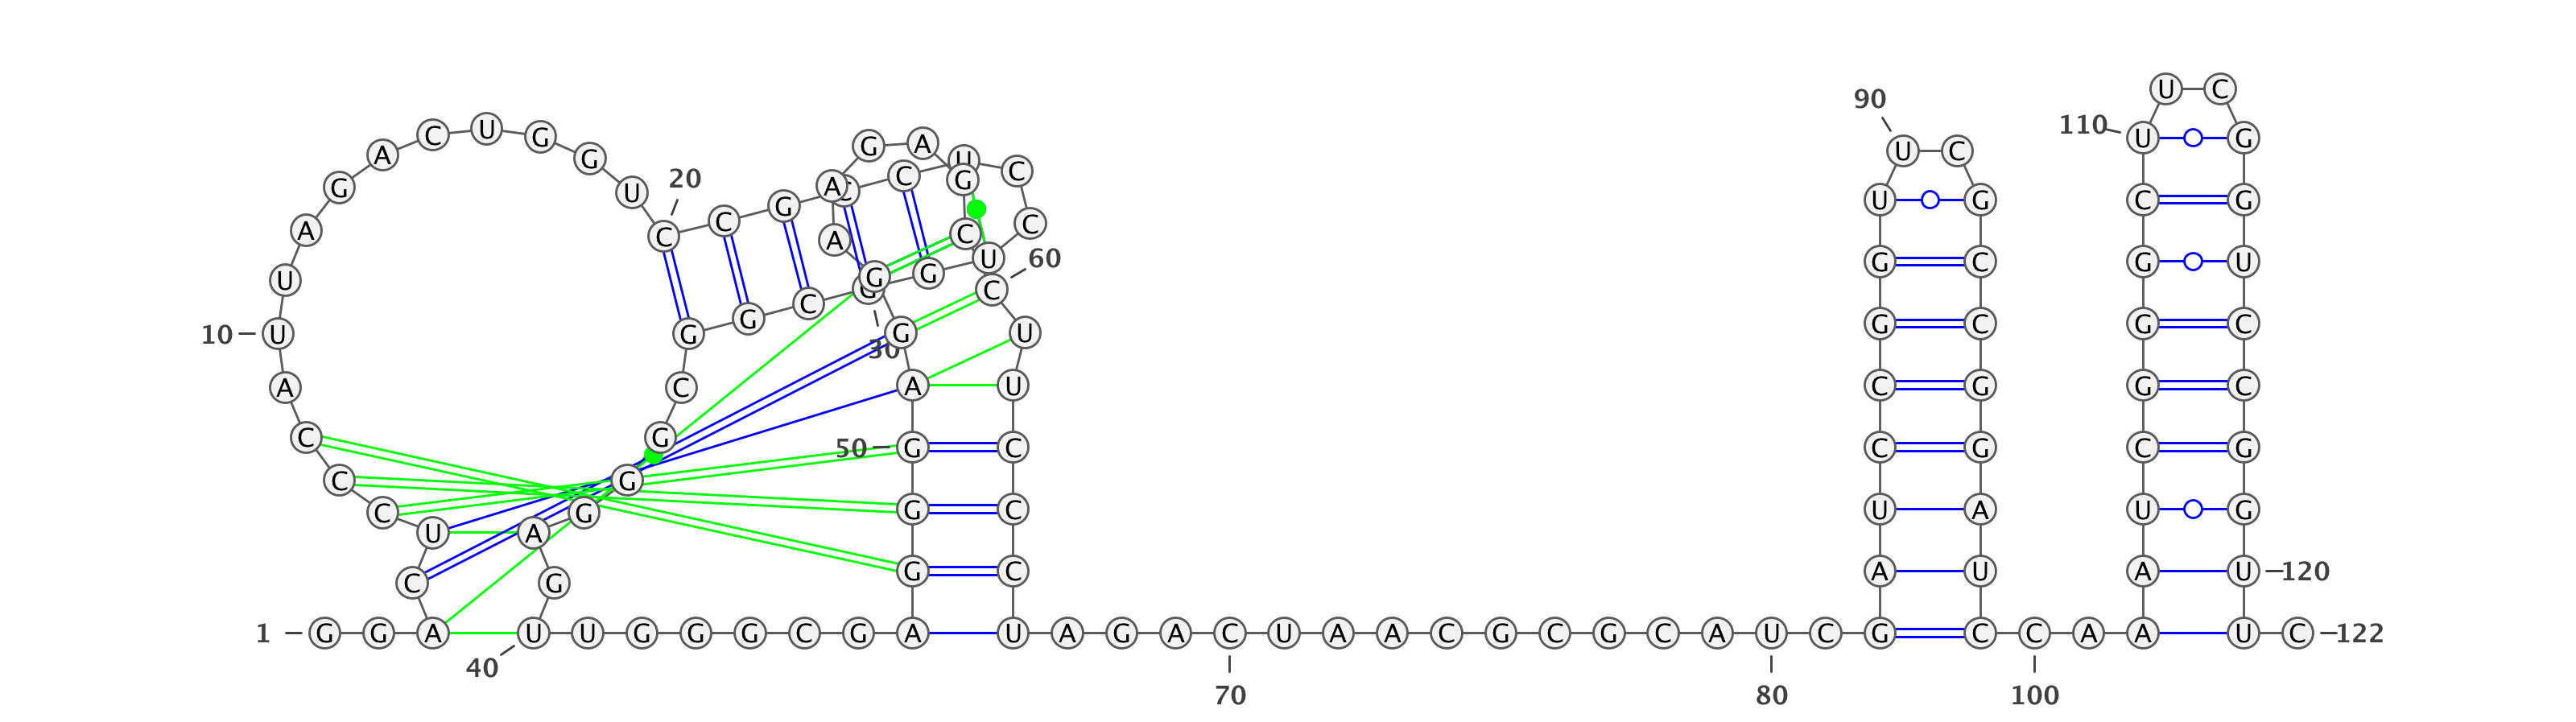 1
G G A C U C C C A U
10
U A G A C U G G U C
20
C G C C U C C U G G
30
C G G C G G G A G U
40
U G G G C G A G G G
50
A G G A A G A G C C
60
U U C C C U A G A C
70
U A A C G C G C A U
80
C G A U C C G G U U
90
C G C C G G A U C C
100
A A A U C G G G C U
110
U C G G U C C G G U
120
U C
122